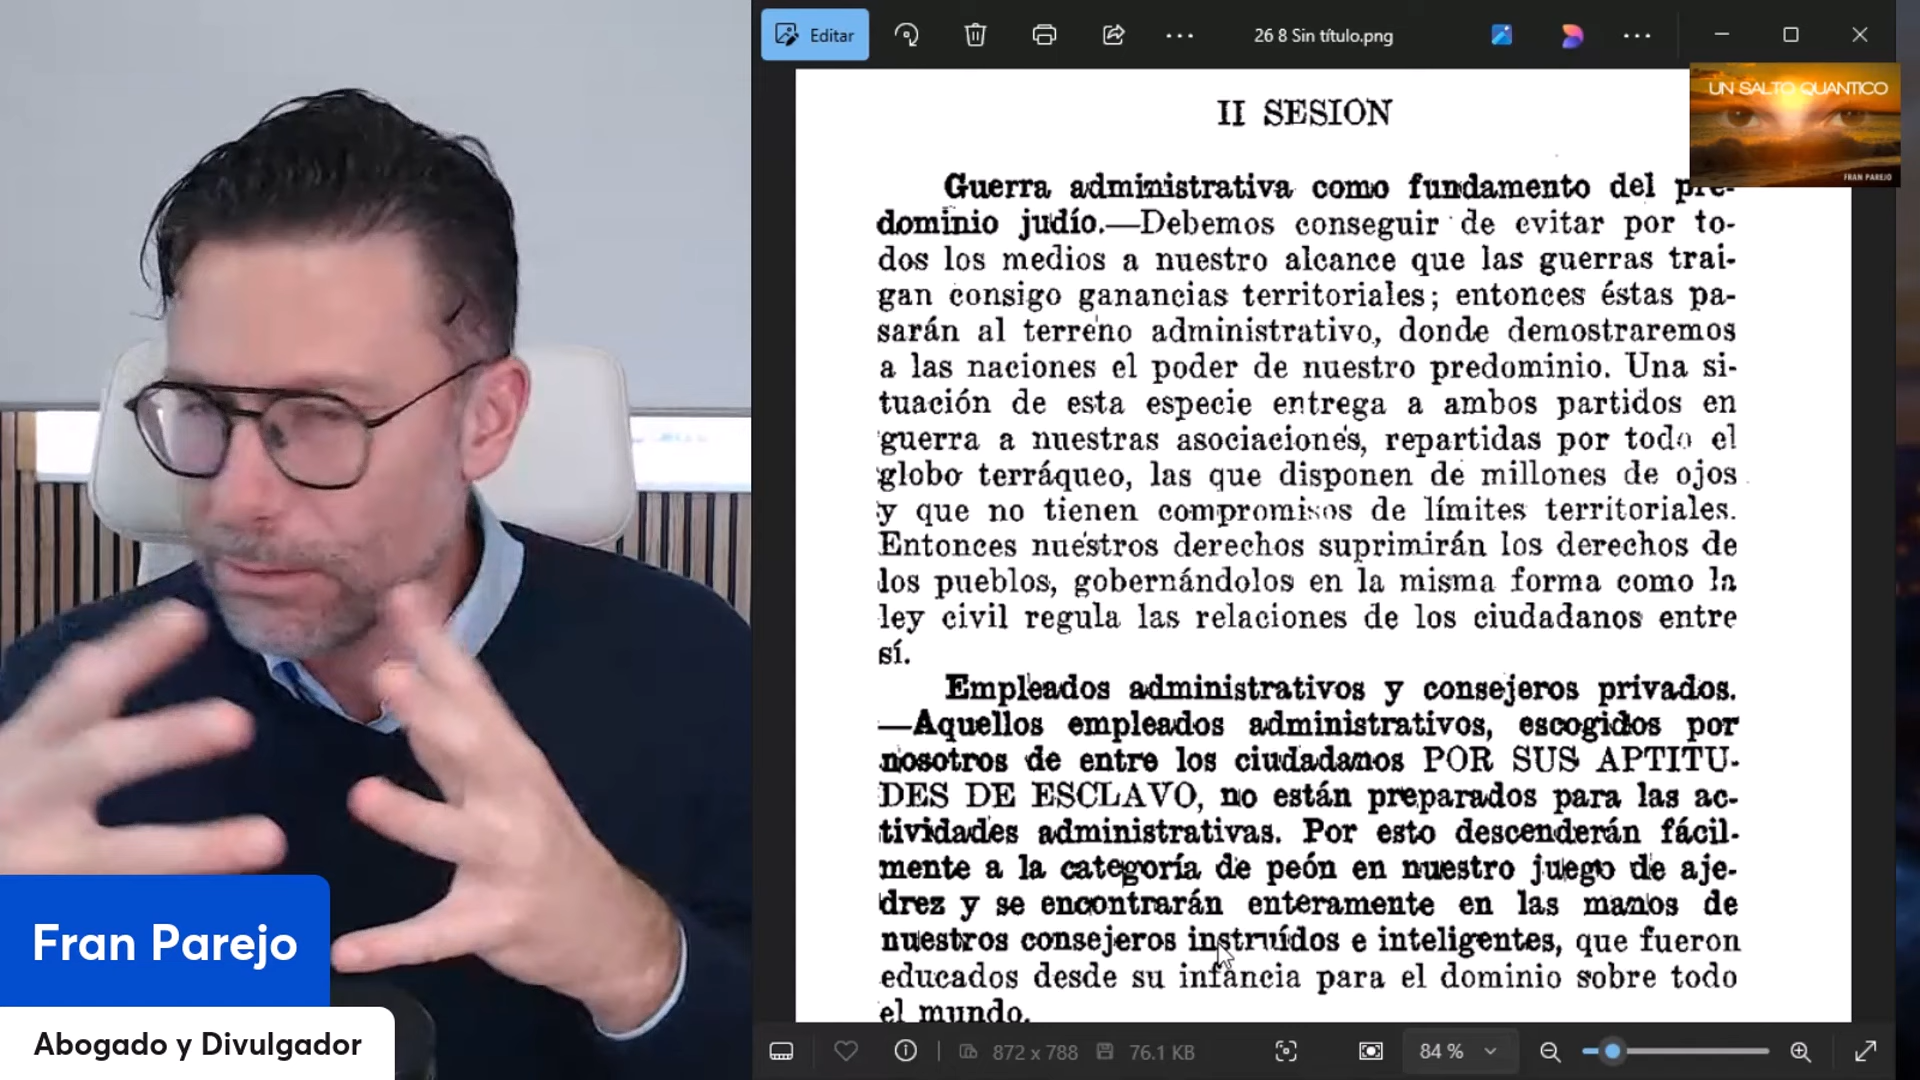 Editar
26 8 Sin título.png
UN SALTO QUANTICO
FRAN PAREJO
II SESION
Guerra administrativa como fundamento del pre-
dominio judío.—Debemos conseguir de evitar por to-
dos los medios a nuestro alcance que las guerras trai-
gan consigo ganancias territoriales; entonces éstas pa-
sarán al terreno administrativo, donde demostraremos
a las naciones el poder de nuestro predominio. Una si-
tuación de esta especie entrega a ambos partidos en
guerra a nuestras asociaciones, repartidas por todo el
globo terráqueo, las que disponen de millones de ojos
y que no tienen compromisos de límites territoriales.
Entonces nuestros derechos suprimirán los derechos de
los pueblos, gobernándolos en la misma forma como la
ley civil regula las relaciones de los ciudadanos entre
sí.
Empleados administrativos y consejeros privados.
—Aquellos empleados administrativos, escogidos por
nosotros de entre los ciudadanos POR SUS APTITU-
DES DE ESCLAVO, no están preparados para las ac-
tividades administrativas. Por esto descenderán fácil-
mente a la categoría de peón en nuestro juego de aje-
drez y se encontrarán enteramente en las manos de
nuestros consejeros instruídos e inteligentes, que fueron
educados desde su infancia para el dominio sobre todo
el mundo.
Fran Parejo
Abogado y Divulgador
872 x 788
76.1 KB
84 %